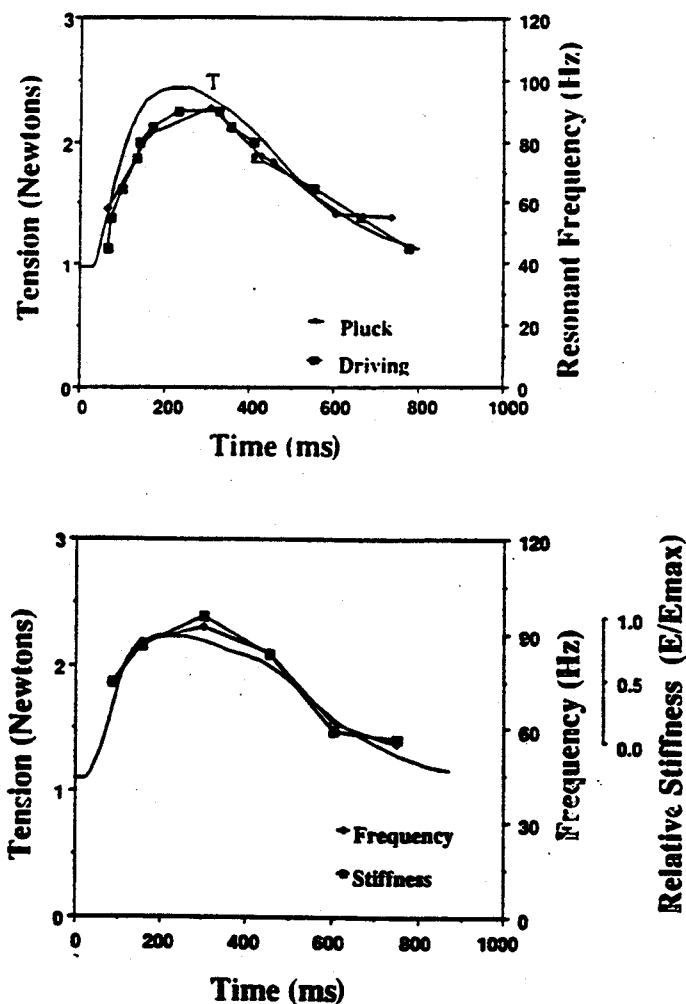 3
2
1
0
Tension (Newtons)
T
Pluck
Driving
120
100
80
60
40
20
0
Resonant Frequency (Hz)
0 200 400 600 800 1000
Time (ms)
3
2
1
0
Tension (Newtons)
Frequency
Stiffness
120
90
60
30
0
Frequency (Hz)
1.0
0.5
0.0
Relative Stiffness (E/Emax)
0 200 400 600 800 1000
Time (ms)